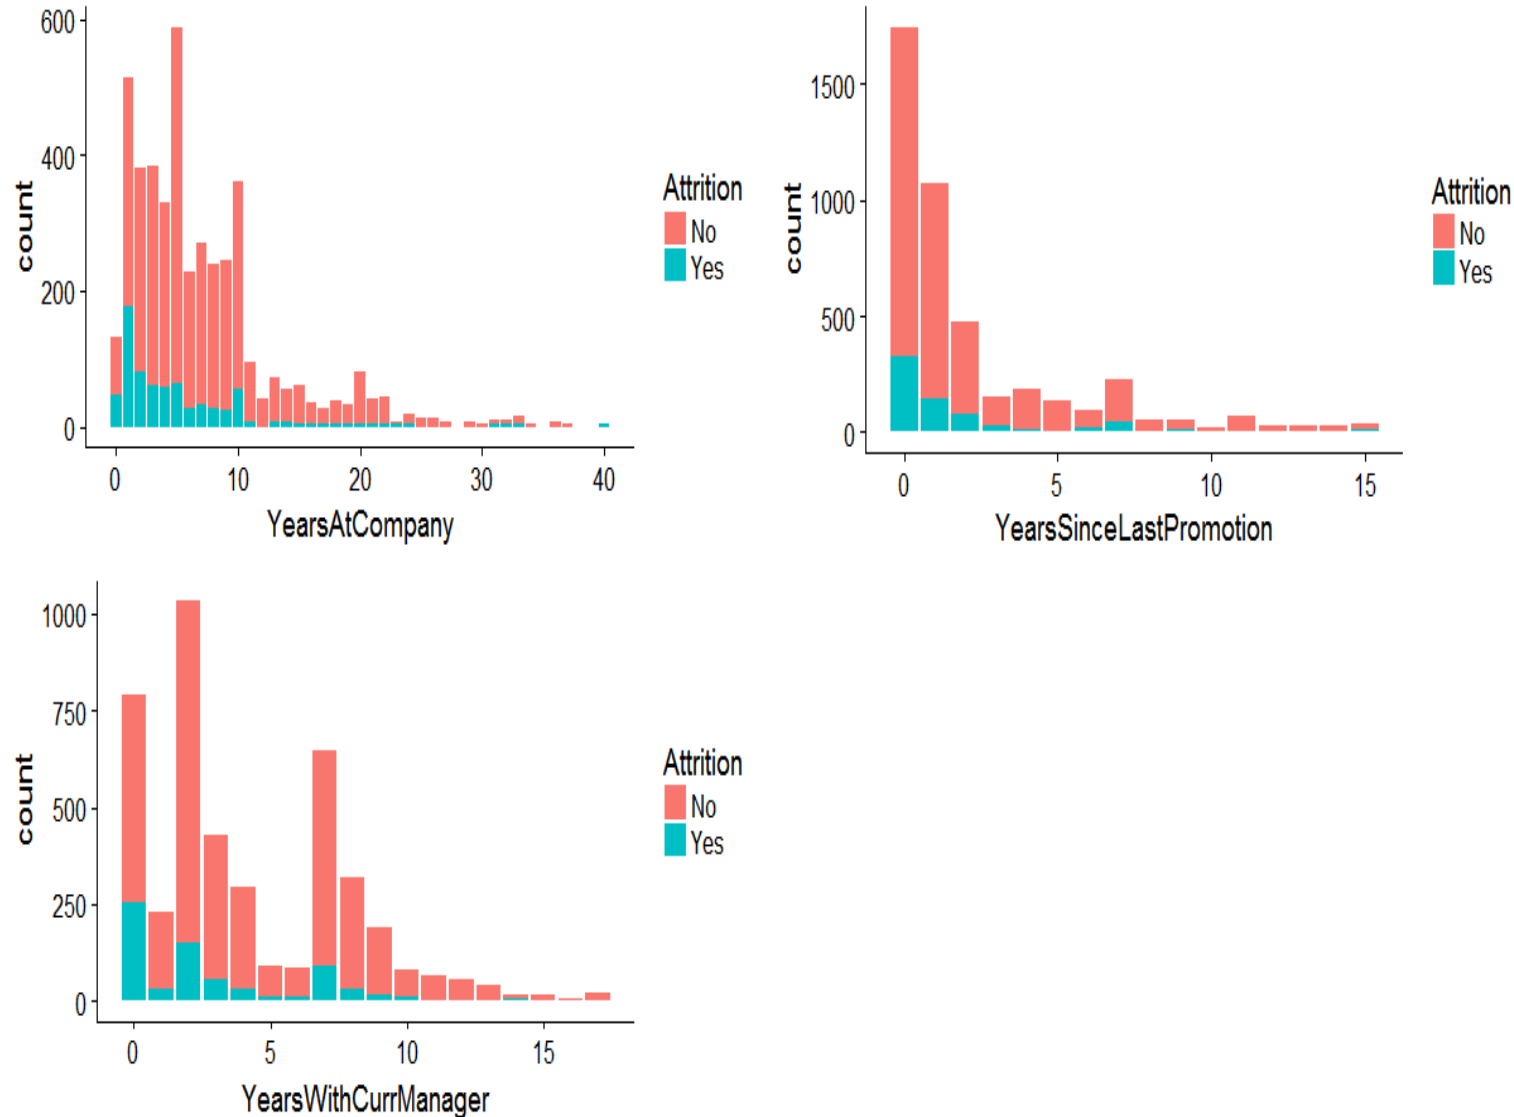 600
400
200
0
count
0 10 20 30 40
YearsAtCompany
Attrition
No
Yes
1500
1000
500
0
count
0 5 10 15
YearsSinceLastPromotion
Attrition
No
Yes
1000
750
500
250
0
count
0 5 10 15
YearsWithCurrManager
Attrition
No
Yes